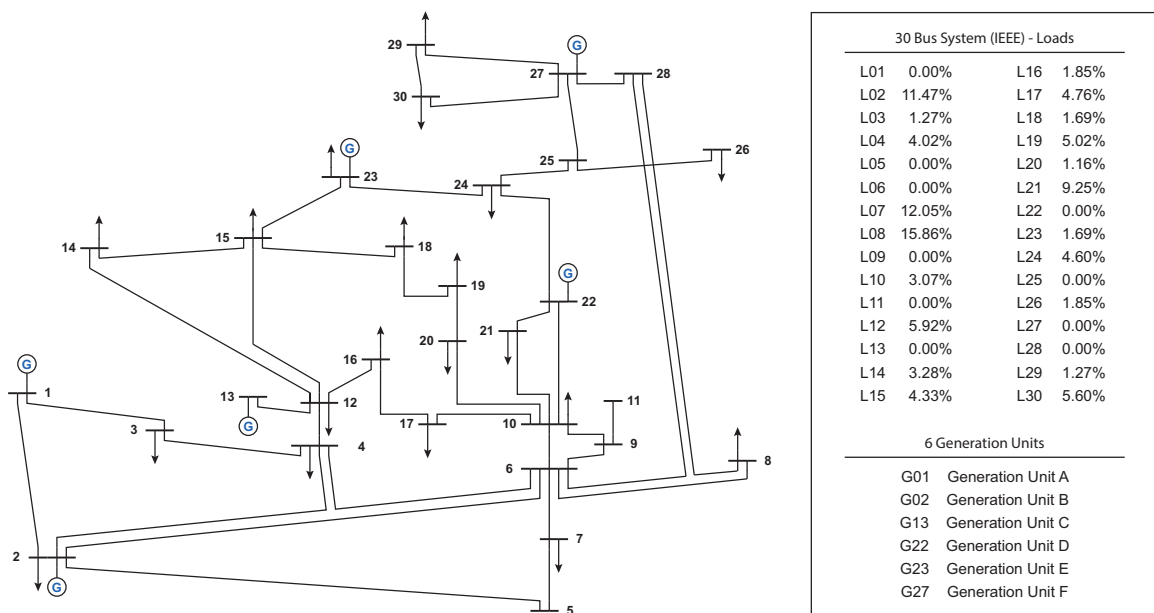 29
G
27
28
30
G
23
25
26
24
14
15
18
G
22
19
21
20
16
G
1
13
G
12
3
4
17
10
11
9
6
8
7
2
G
5
30 Bus System (IEEE) - Loads
L01 0.00% L16 1.85%
L02 11.47% L17 4.76%
L03 1.27% L18 1.69%
L04 4.02% L19 5.02%
L05 0.00% L20 1.16%
L06 0.00% L21 9.25%
L07 12.05% L22 0.00%
L08 15.86% L23 1.69%
L09 0.00% L24 4.60%
L10 3.07% L25 0.00%
L11 0.00% L26 1.85%
L12 5.92% L27 0.00%
L13 0.00% L28 0.00%
L14 3.28% L29 1.27%
L15 4.33% L30 5.60%
6 Generation Units
G01 Generation Unit A
G02 Generation Unit B
G13 Generation Unit C
G22 Generation Unit D
G23 Generation Unit E
G27 Generation Unit F